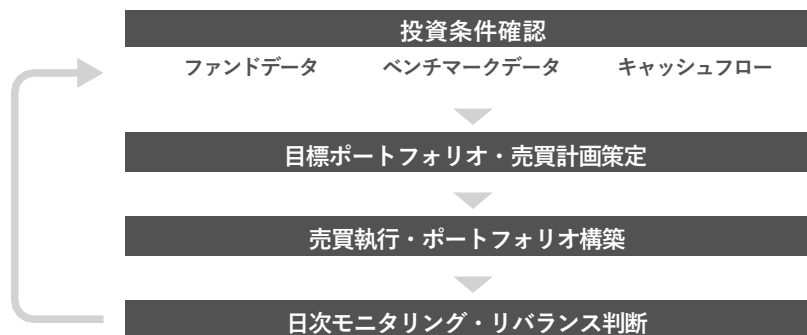 投資条件確認
ファンドデータ ベンチマークデータ キャッシュフロー
目標ポートフォリオ・売買計画策定
売買執行・ポートフォリオ構築
日次モニタリング・リバランス判断